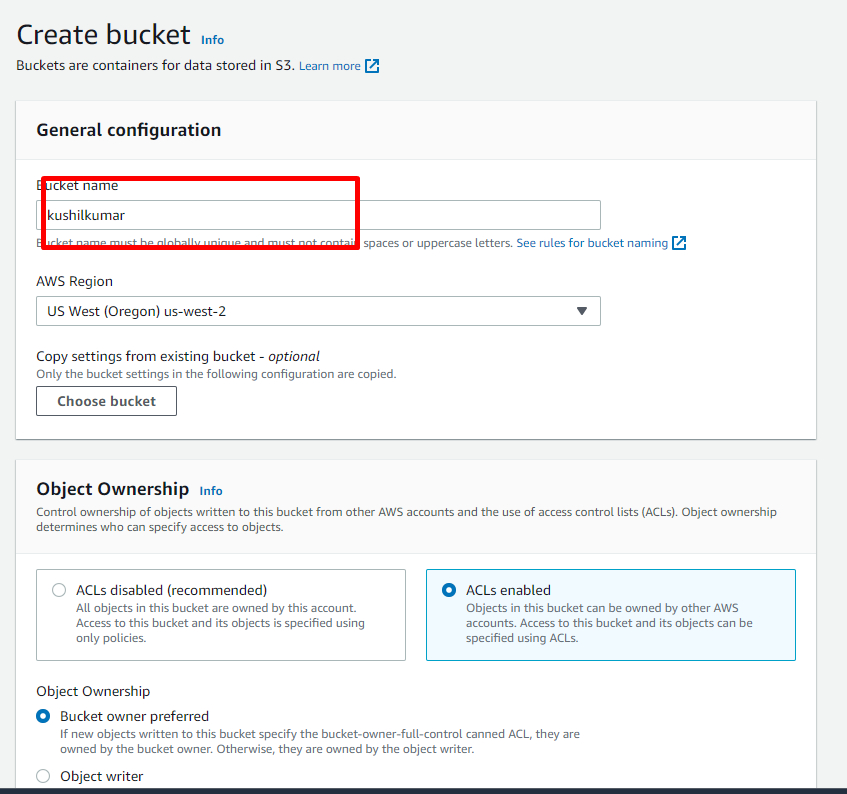 Create bucket Info
Buckets are containers for data stored in S3. Learn more
General configuration
Bucket name
kushilkumar
Bucket name must be globally unique and must not contain spaces or uppercase letters. See rules for bucket naming
AWS Region
US West (Oregon) us-west-2
Copy settings from existing bucket - optional
Only the bucket settings in the following configuration are copied.
Choose bucket
Object Ownership Info
Control ownership of objects written to this bucket from other AWS accounts and the use of access control lists (ACLs). Object ownership
determines who can specify access to objects.
ACLs disabled (recommended)
All objects in this bucket are owned by this account.
Access to this bucket and its objects is specified using
only policies.
ACLs enabled
Objects in this bucket can be owned by other AWS
accounts. Access to this bucket and its objects can be
specified using ACLs.
Object Ownership
Bucket owner preferred
If new objects written to this bucket specify the bucket-owner-full-control canned ACL, they are
owned by the bucket owner. Otherwise, they are owned by the object writer.
Object writer